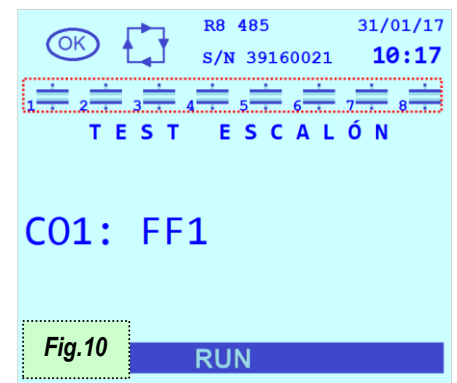 OK R8 485 31/01/17
S/N 39160021 10:17
1 2 3 4 5 6 7 8
TEST ESCALÓN
C01: FF1
Fig.10 RUN